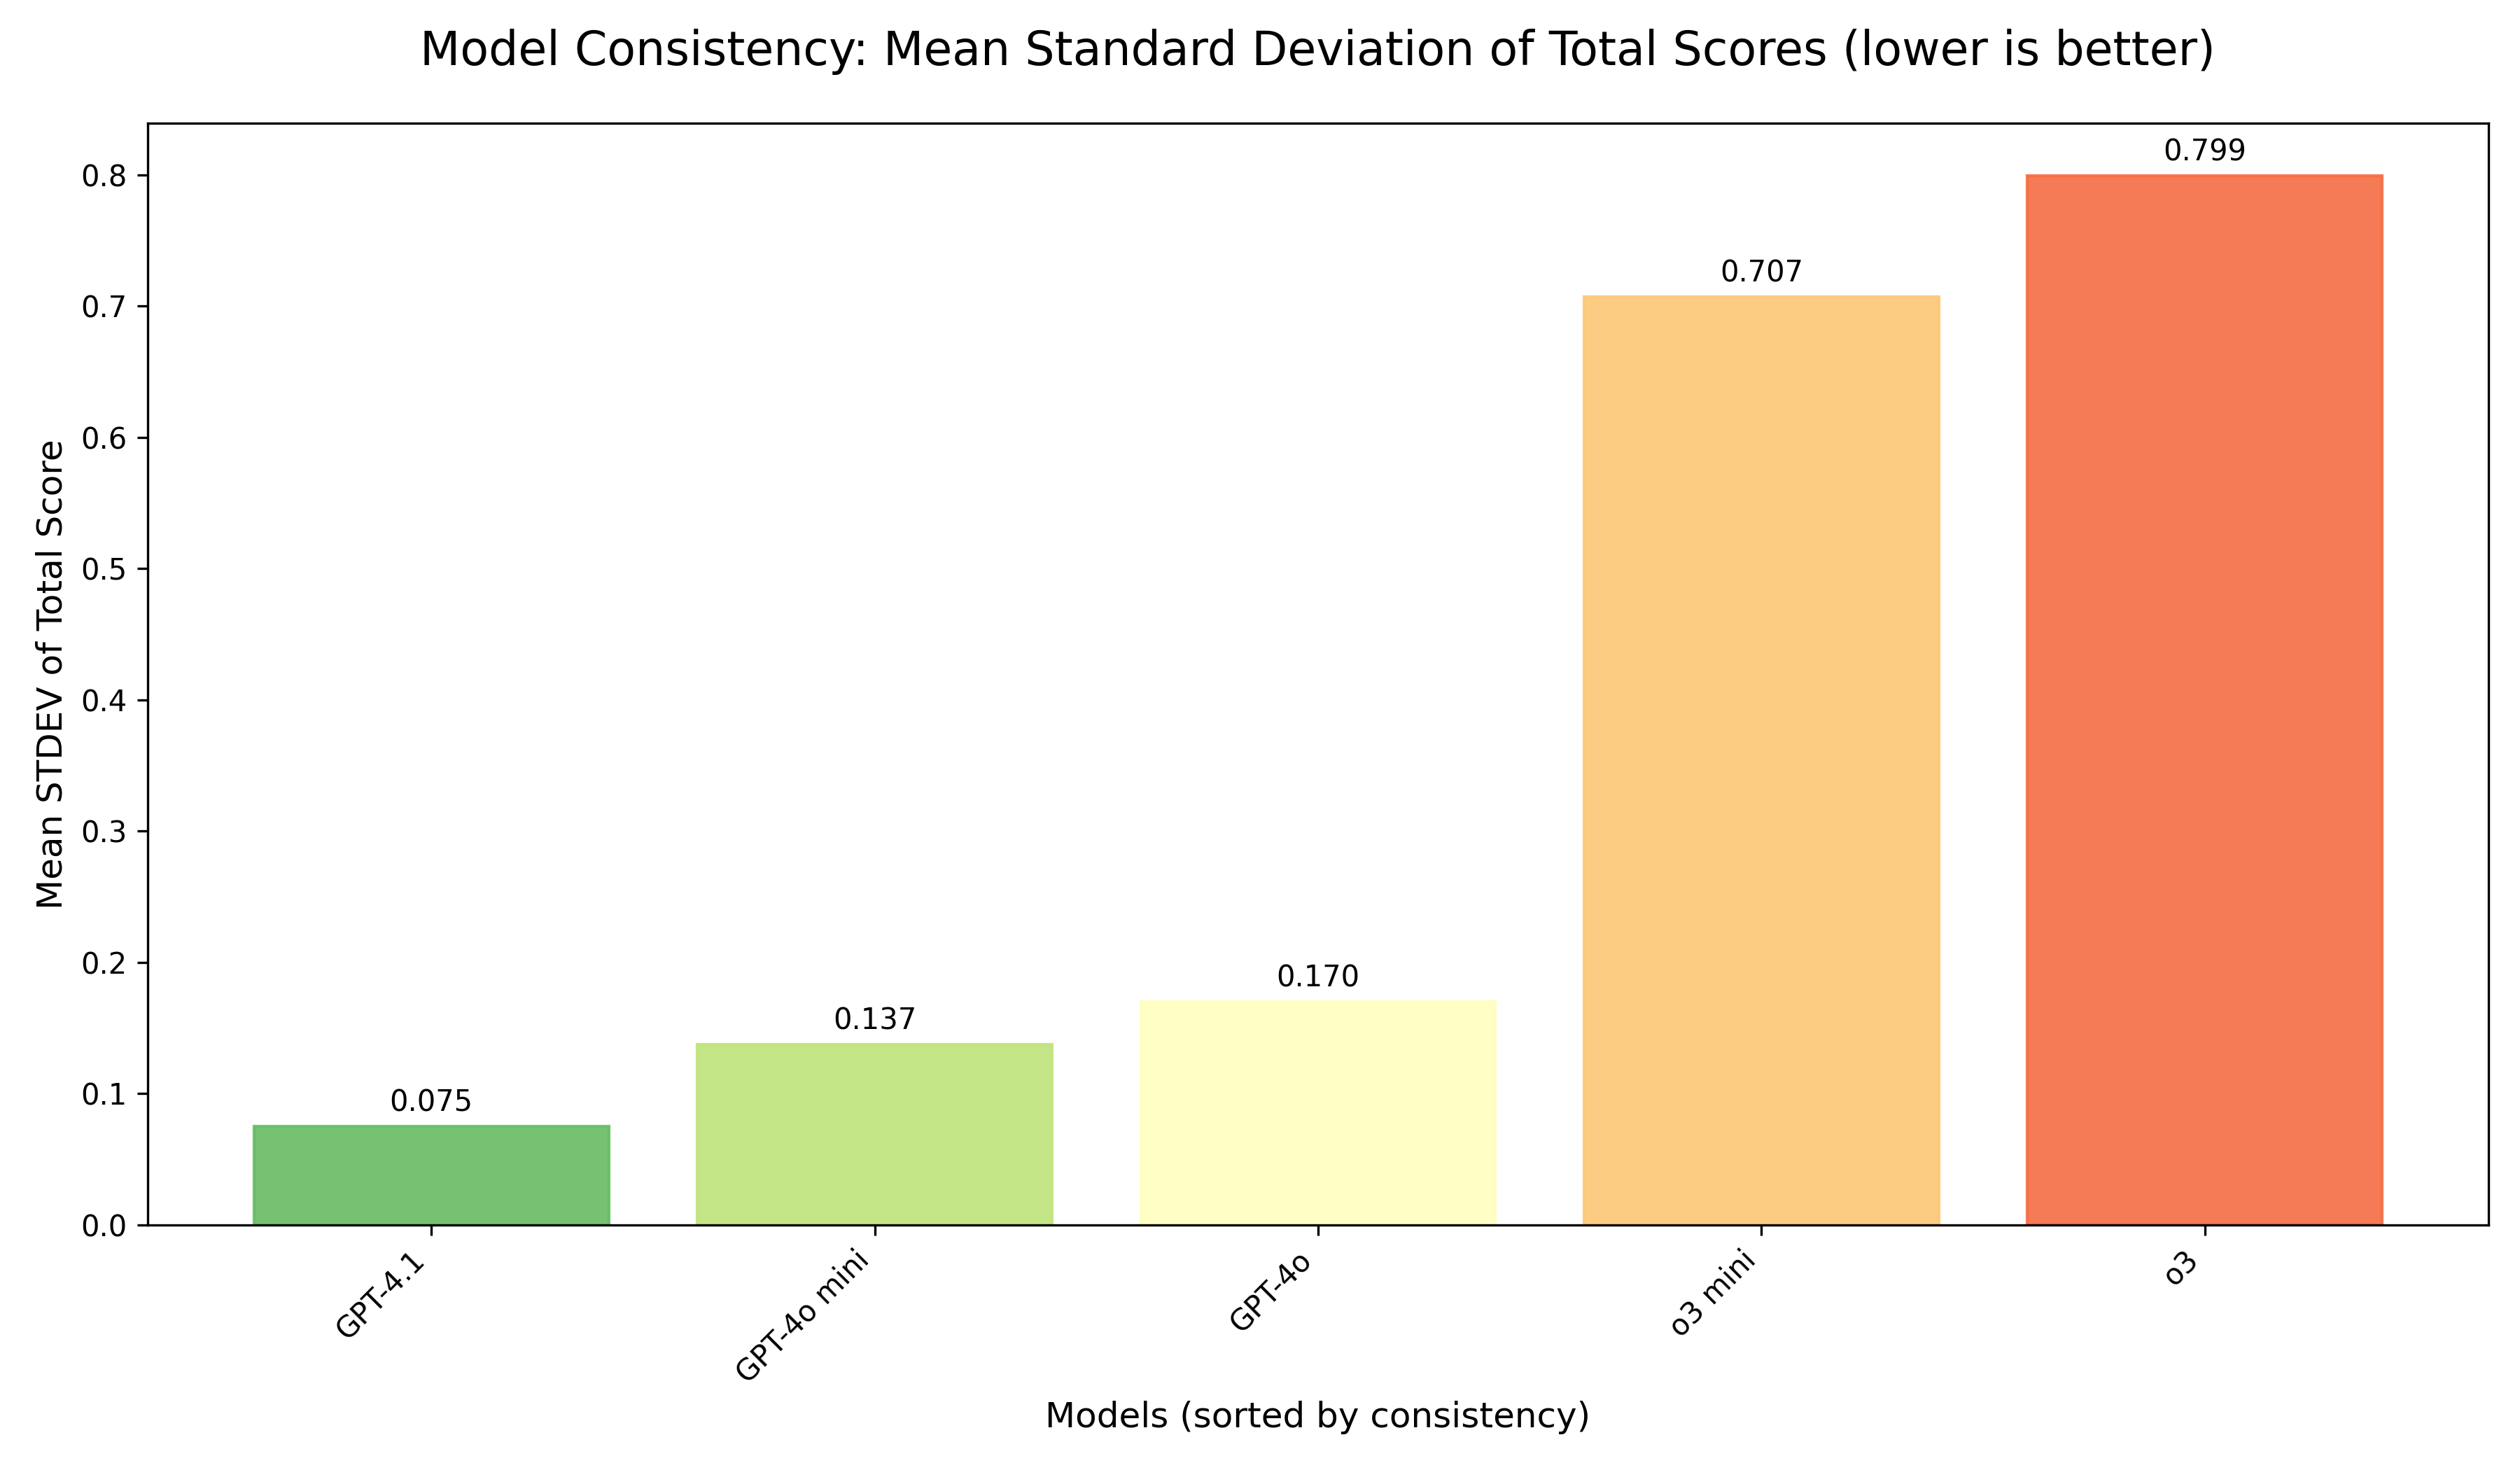 Model Consistency: Mean Standard Deviation of Total Scores (lower is better)
Mean STDEV of Total Score
0.8
0.7
0.6
0.5
0.4
0.3
0.2
0.1
0.0
0.075
0.137
0.170
0.707
0.799
GPT-4.1
GPT-4o mini
GPT-4o
o3 mini
o3
Models (sorted by consistency)